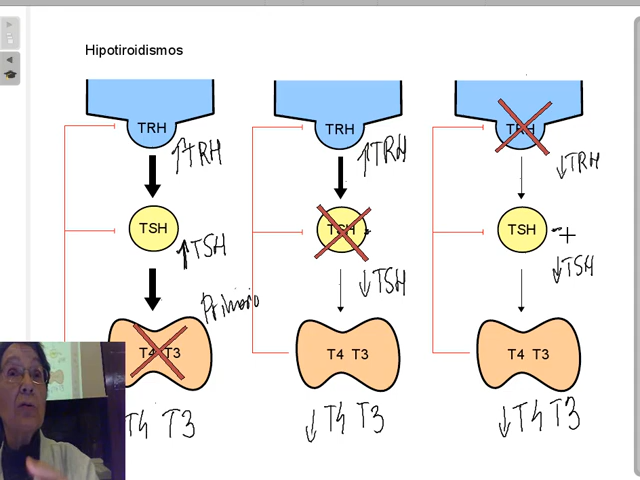 Hipotiroidismos
TRH
TRH
TRH
↑TRH
↑TRH
↓TRH
TSH
TSH
TSH
+
↑TSH
↓TSH
↓TSH
Primario
T4 T3
T4 T3
T4 T3
T4 T3
↓T4 T3
↓T4 T3